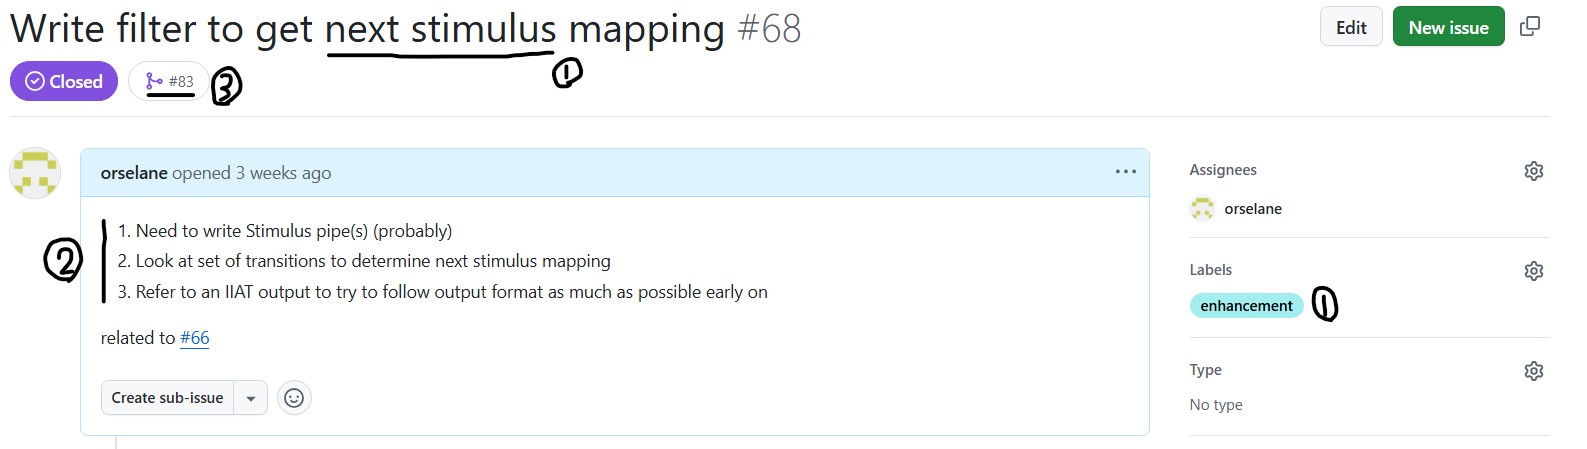 Write filter to get next stimulus mapping #68
Edit
New issue
①
Closed
#83
③
orselane opened 3 weeks ago
②
1. Need to write Stimulus pipe(s) (probably)
2. Look at set of transitions to determine next stimulus mapping
3. Refer to an IIAT output to try to follow output format as much as possible early on
related to #66
Create sub-issue
Assignees
orselane
Labels
enhancement
①
Type
No type